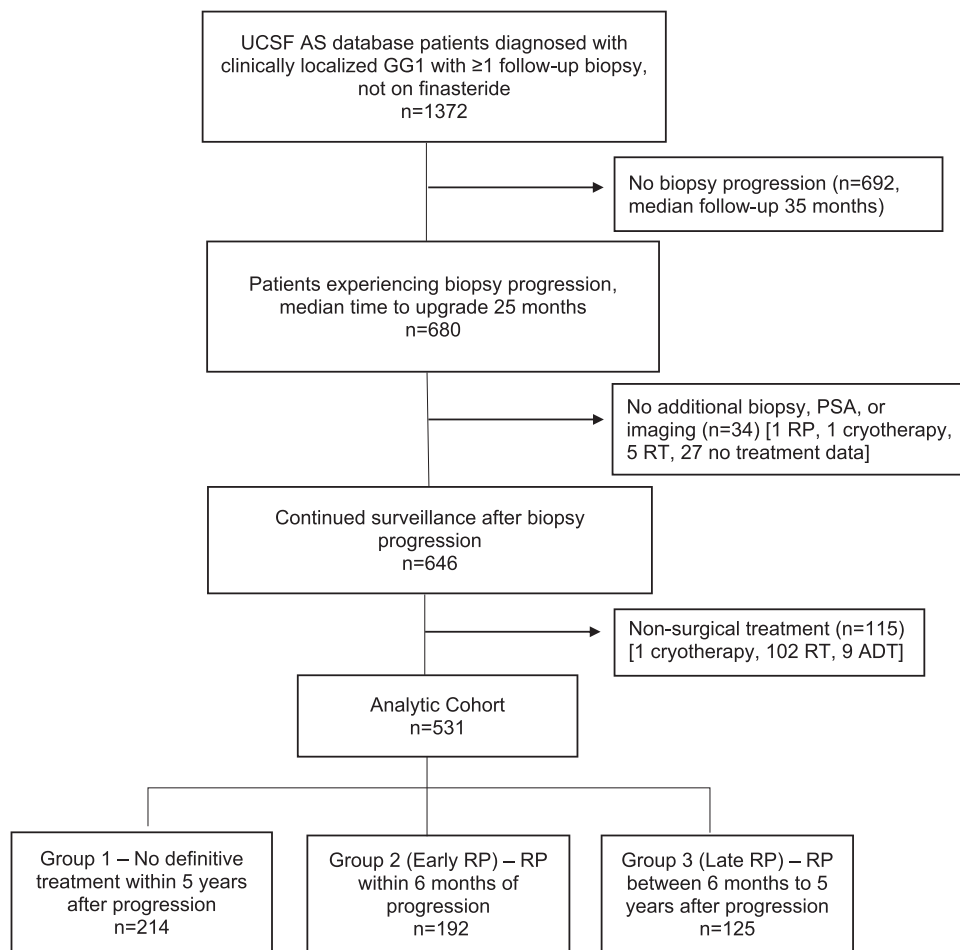 UCSF AS database patients diagnosed with
clinically localized GG1 with ≥1 follow-up biopsy,
not on finasteride
n=1372
No biopsy progression (n=692,
median follow-up 35 months)
Patients experiencing biopsy progression,
median time to upgrade 25 months
n=680
No additional biopsy, PSA, or
imaging (n=34) [1 RP, 1 cryotherapy,
5 RT, 27 no treatment data]
Continued surveillance after biopsy
progression
n=646
Non-surgical treatment (n=115)
[1 cryotherapy, 102 RT, 9 ADT]
Analytic Cohort
n=531
Group 1 – No definitive
treatment within 5 years
after progression
n=214
Group 2 (Early RP) – RP
within 6 months of
progression
n=192
Group 3 (Late RP) – RP
between 6 months to 5
years after progression
n=125